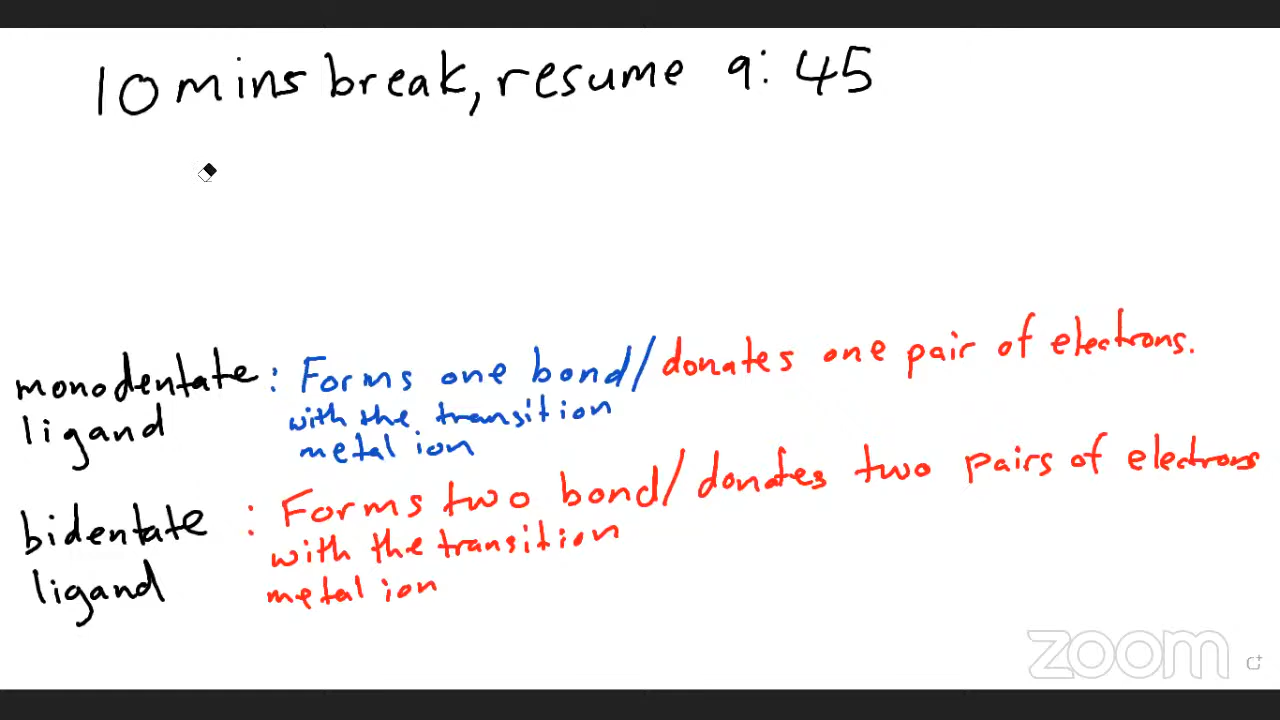 10 mins break, resume 9:45
monodentate : Forms one bond/donates one pair of electrons.
ligand with the transition
metal ion
bidentate : Forms two bond/donates two pairs of electrons
ligand with the transition
metal ion
zoom